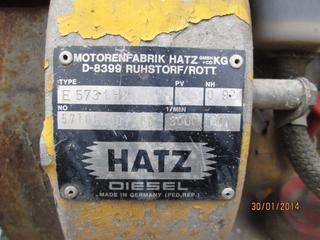 MOTORENFABRIK HATZ GMBH+CO KG
D-8399 RUHSTORF/ROTT
TYPE PV NH
E 573
NO 1/MIN
HATZ
DIESEL
MADE IN GERMANY (FED. REP.)
30/01/2014